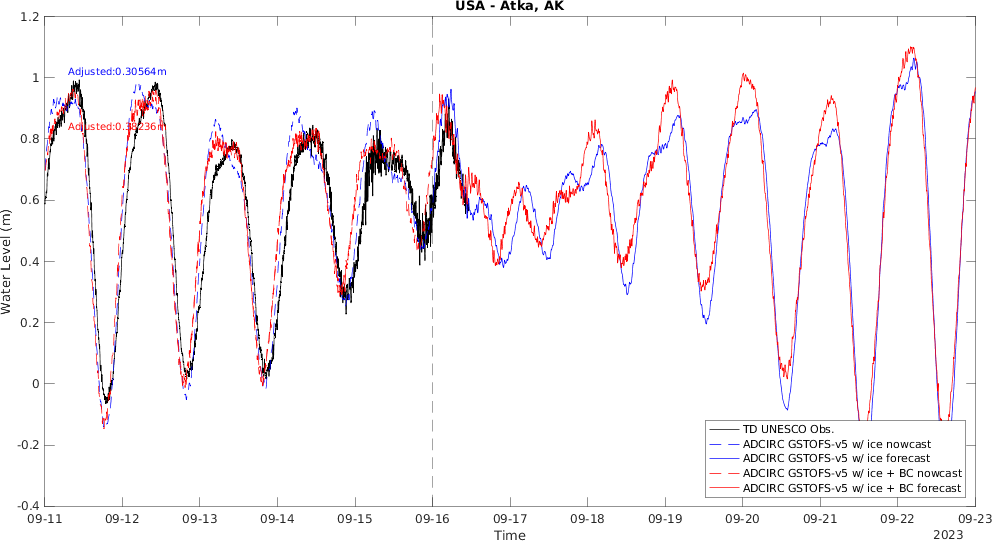 USA - Atka, AK
1.2
1
0.8
0.6
0.4
0.2
0
-0.2
-0.4
Water Level (m)
Adjusted:0.30564m
09-11
09-12
09-13
09-14
09-15
09-16
09-17
09-18
09-19
09-20
09-21
09-22
09-23
Time
2023
TD UNESCO Obs.
ADCIRC GSTOFS-v5 w/ ice nowcast
ADCIRC GSTOFS-v5 w/ ice forecast
ADCIRC GSTOFS-v5 w/ ice + BC nowcast
ADCIRC GSTOFS-v5 w/ ice + BC forecast